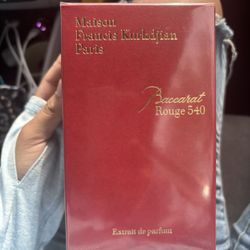 Maison
Francis Kurkdjian
Paris
Baccarat
Rouge 540
Extrait de parfum